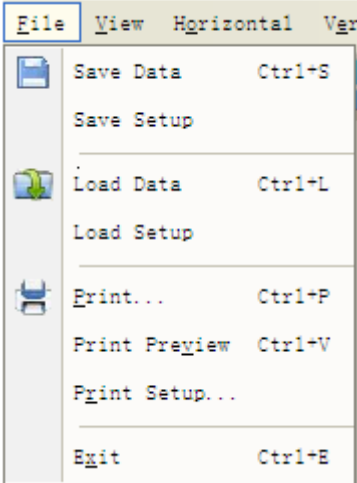 File View Horizontal Ver
Save Data Ctrl+S
Save Setup
Load Data Ctrl+L
Load Setup
Print... Ctrl+P
Print Preview Ctrl+V
Print Setup...
Exit Ctrl+E